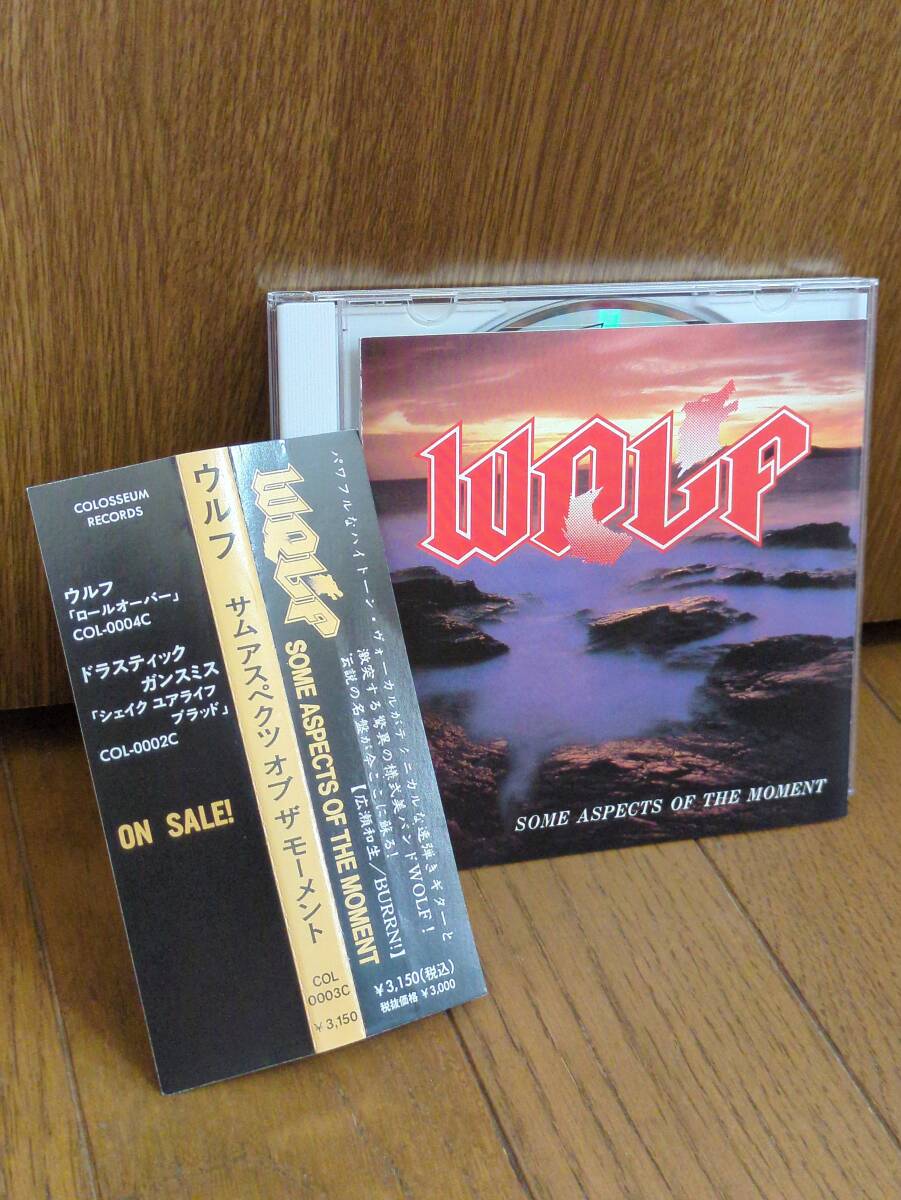 WOLF
SOME ASPECTS OF THE MOMENT
COLOSSEUM
RECORDS
ウルフ
「ロールオーバー」
COL-0004C
ドラスティック
ガンスミス
「シェイク ユアライフ
ブラッド」
COL-0002C
ON SALE!
ウルフ サムアスペクツ オブ ザ モーメント
COL
0003C
¥3,150
WOLF SOME ASPECTS OF THE MOMENT
パワフルなハイトーン・ヴォーカルがテクニカルな速弾きギターと
激突する驚異の様式美バンドWOLF!
伝説の名盤が今ここに蘇る!
【広瀬和生/BURRN!】
¥3,150(税込)
税抜価格 ¥3,000